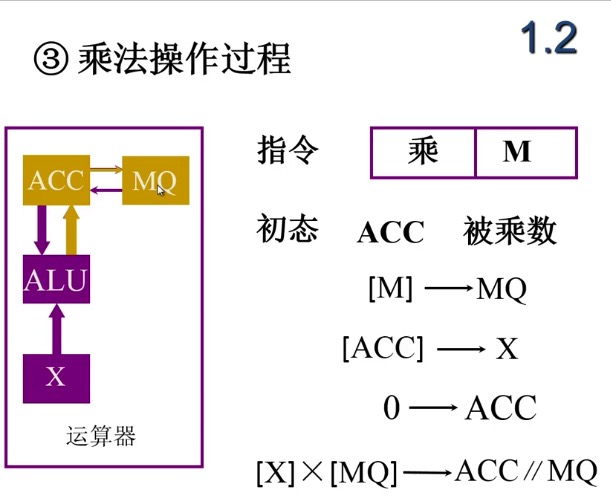 1.2
③ 乘法操作过程
指令 乘 M
初态 ACC 被乘数
[M] → MQ
[ACC] → X
0 → ACC
[X]×[MQ] → ACC∥MQ
ACC MQ
ALU
X
运算器